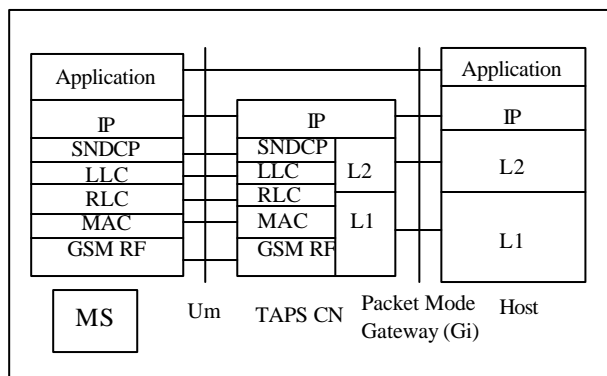 Application
IP
SNDCP
LLC
RLC
MAC
GSM RF
MS
Um
IP
SNDCP
LLC
RLC
MAC
GSM RF
L2
L1
TAPS CN
Packet Mode
Gateway (Gi)
Application
IP
L2
L1
Host